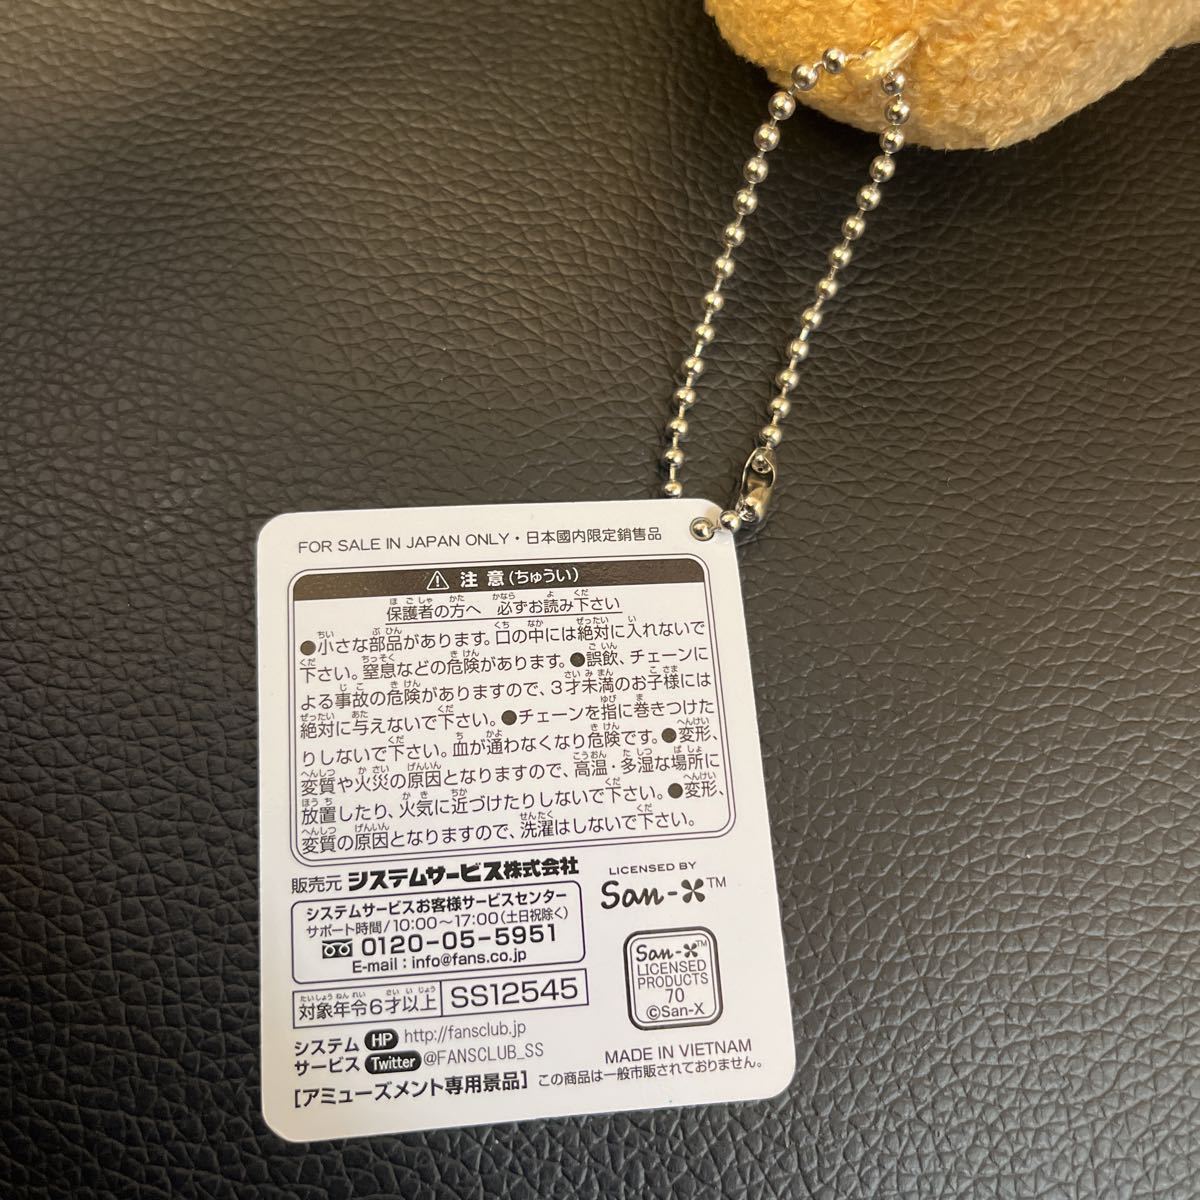 FOR SALE IN JAPAN ONLY・日本國内限定銷售品
注意(ちゅうい)
保護者の方へ 必ずお読み下さい
●小さな部品があります。口の中には絶対に入れないで
下さい。窒息などの危険があります。●誤飲、チェーンに
よる事故の危険がありますので、3才未満のお子様には
絶対に与えないで下さい。●チェーンを指に巻きつけた
りしないで下さい。血が通わなくなり危険です。●変形、
変質や火災の原因となりますので、高温・多湿な場所に
放置したり、火気に近づけたりしないで下さい。●変形、
変質の原因となりますので、洗濯はしないで下さい。
販売元 システムサービス株式会社
システムサービスお客様サービスセンター
サポート時間/10:00〜17:00(土日祝除く)
0120-05-5951
E-mail：info@fans.co.jp
対象年令6才以上 SS12545
システム HP http://fansclub.jp
サービス Twitter @FANSCLUB_SS
[アミューズメント専用景品]
LICENSED BY
San-X™
San-X™
LICENSED
PRODUCTS
70
©San-X
MADE IN VIETNAM
この商品は一般市販されておりません。